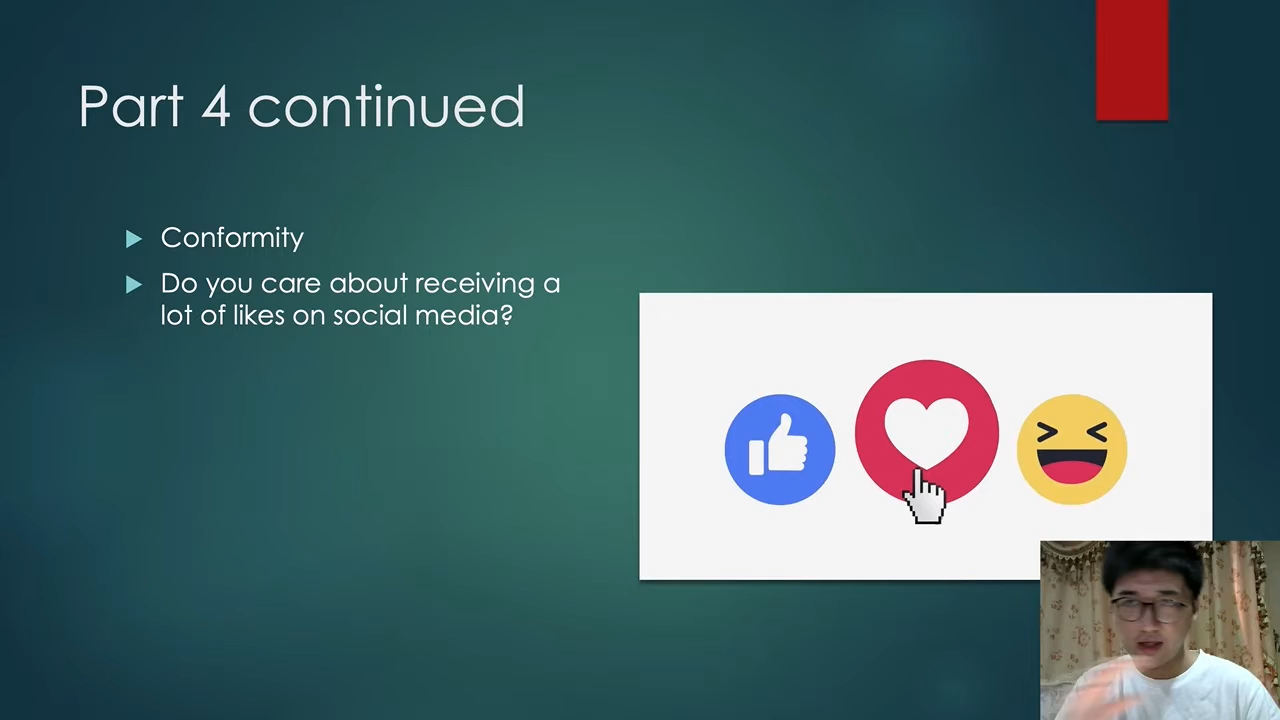 Part 4 continued
Conformity
Do you care about receiving a
lot of likes on social media?